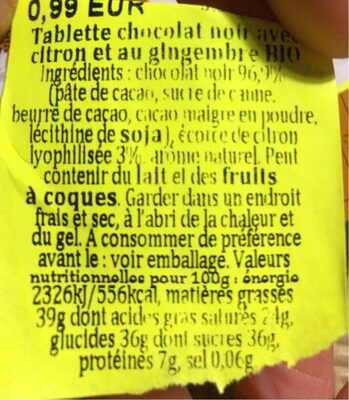 0,99 EUR
Tablette chocolat noir avec
citron et au gingembre BIO
Ingrédients : chocolat noir 96,9%
(pâte de cacao, sucre de canne,
beurre de cacao, cacao maigre en poudre,
lécithine de soja), écorce de citron
lyophilisée 3%, arôme naturel. Peut
contenir du lait et des fruits
à coques. Garder dans un endroit
frais et sec, à l'abri de la chaleur et
du gel. A consommer de préférence
avant le : voir emballage. Valeurs
nutritionnelles pour 100g : énergie
2326kJ/556kcal, matières grasses
39g dont acides gras saturés 24g,
glucides 36g dont sucres 36g,
protéines 7g, sel 0,06g.